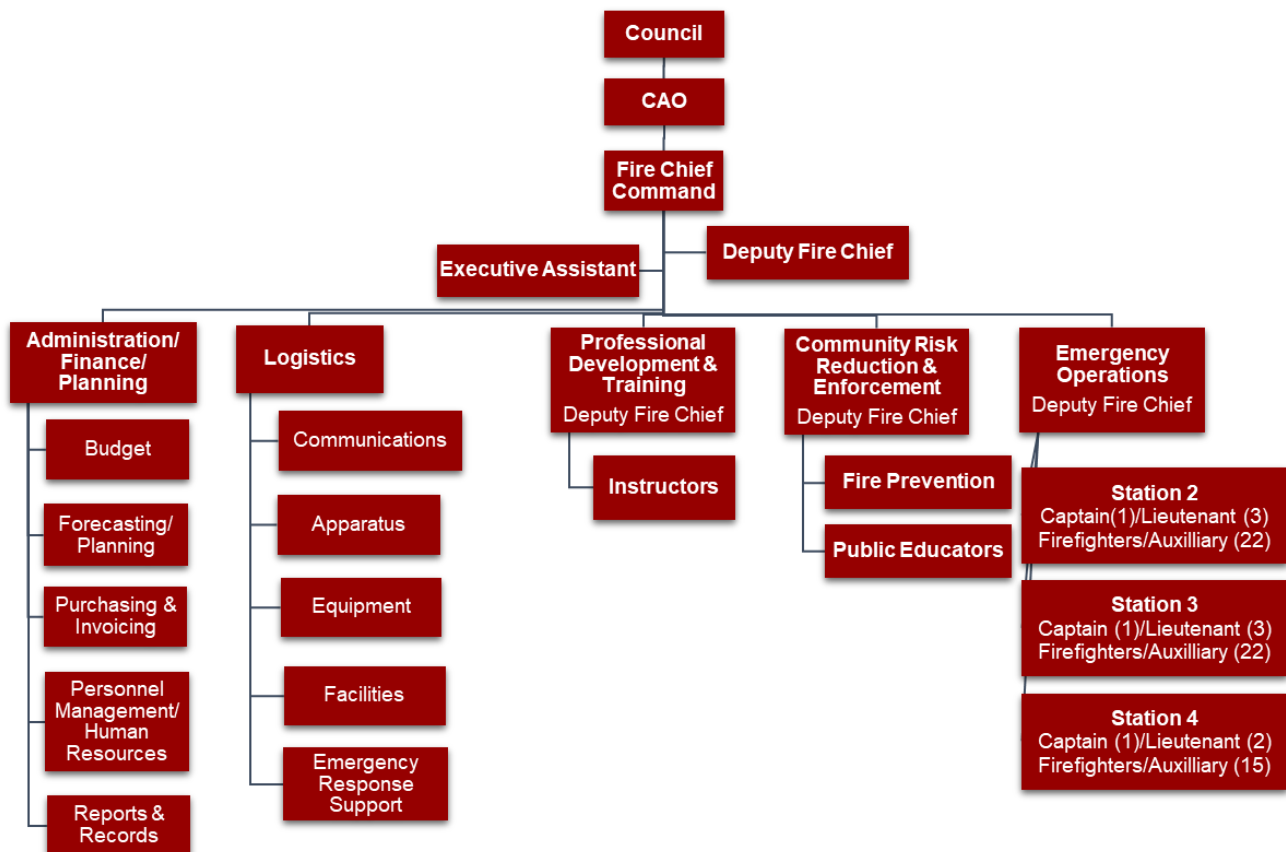 Council
CAO
Fire Chief
Command
Executive Assistant
Deputy Fire Chief
Administration/
Finance/
Planning
Budget
Forecasting/
Planning
Purchasing &
Invoicing
Personnel
Management/
Human
Resources
Reports &
Records
Logistics
Communications
Apparatus
Equipment
Facilities
Emergency
Response
Support
Professional
Development &
Training
Deputy Fire Chief
Instructors
Community Risk
Reduction &
Enforcement
Deputy Fire Chief
Fire Prevention
Public Educators
Emergency
Operations
Deputy Fire Chief
Station 2
Captain(1)/Lieutenant (3)
Firefighters/Auxilliary (22)
Station 3
Captain (1)/Lieutenant (3)
Firefighters/Auxilliary (22)
Station 4
Captain (1)/Lieutenant (2)
Firefighters/Auxilliary (15)